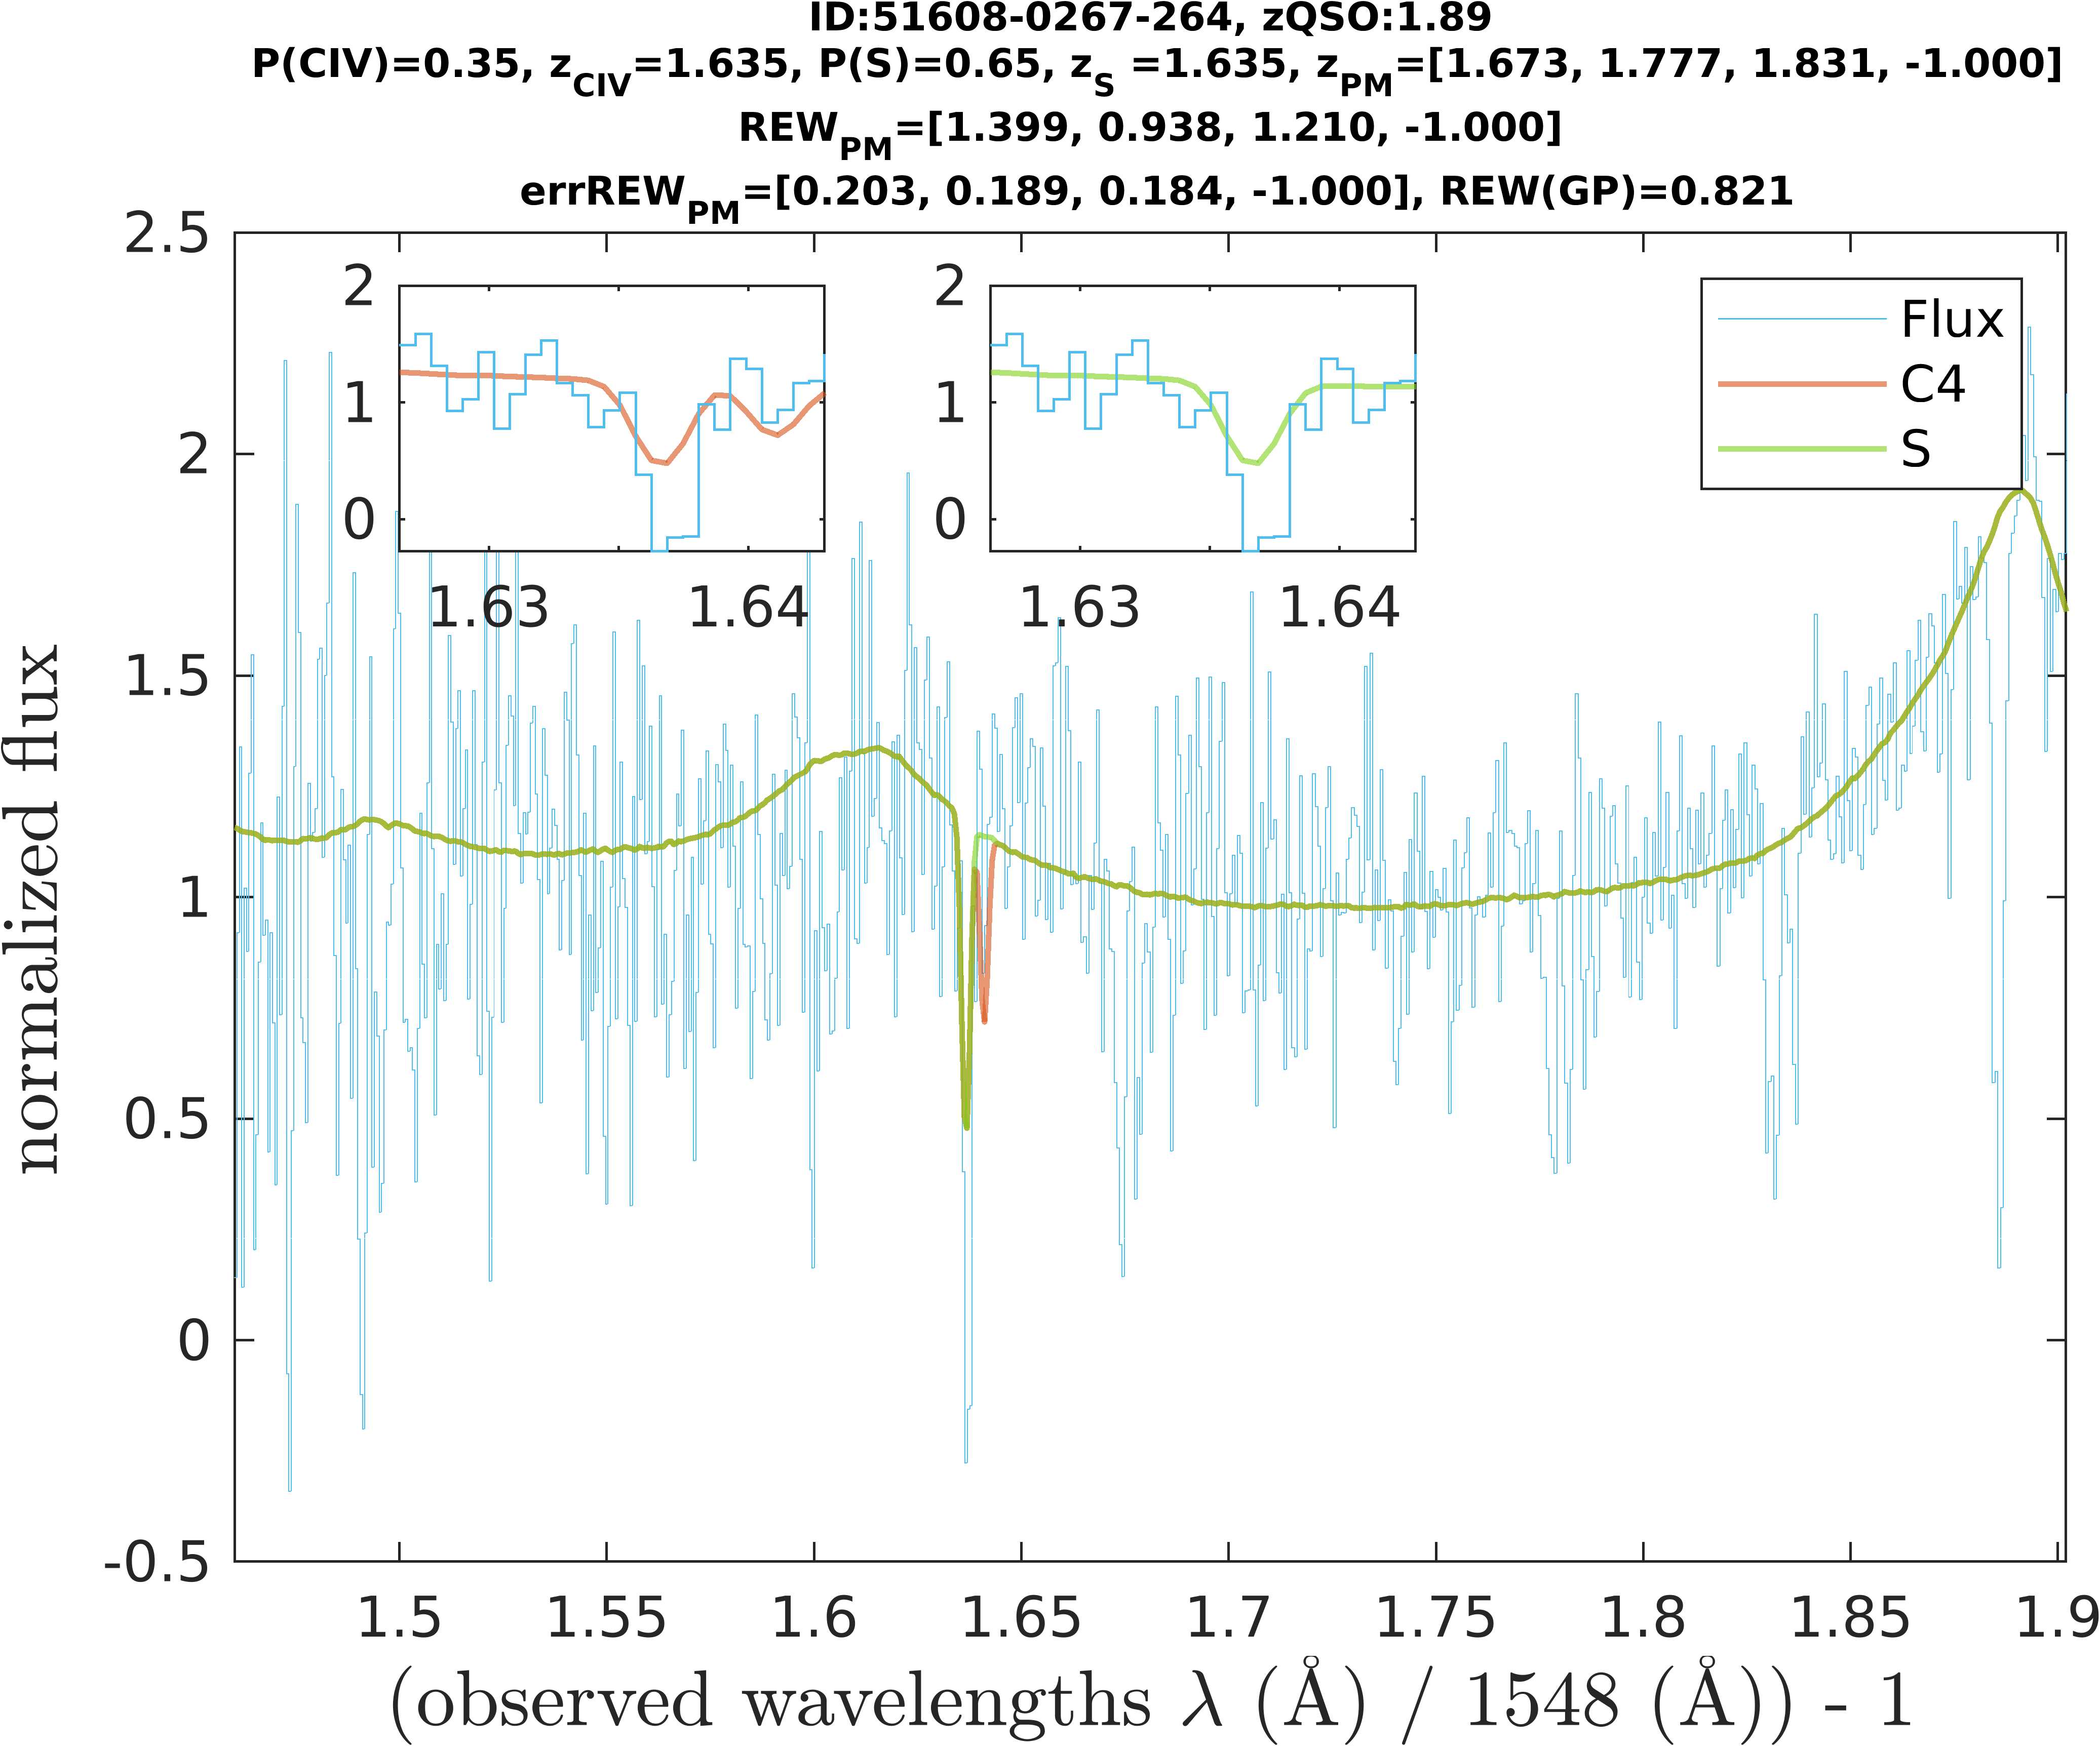 ID:51608-0267-264, zQSO:1.89
P(CIV)=0.35, zCIV=1.635, P(S)=0.65, zS =1.635, zPM=[1.673, 1.777, 1.831, -1.000]
REWPM=[1.399, 0.938, 1.210, -1.000]
errREWPM=[0.203, 0.189, 0.184, -1.000], REW(GP)=0.821
2.5
2
1.5
1
0.5
0
-0.5
normalized flux
2
1
0
1.63
1.64
2
1
0
1.63
1.64
Flux
C4
S
1.5
1.55
1.6
1.65
1.7
1.75
1.8
1.85
1.9
(observed wavelengths λ (Å) / 1548 (Å)) - 1